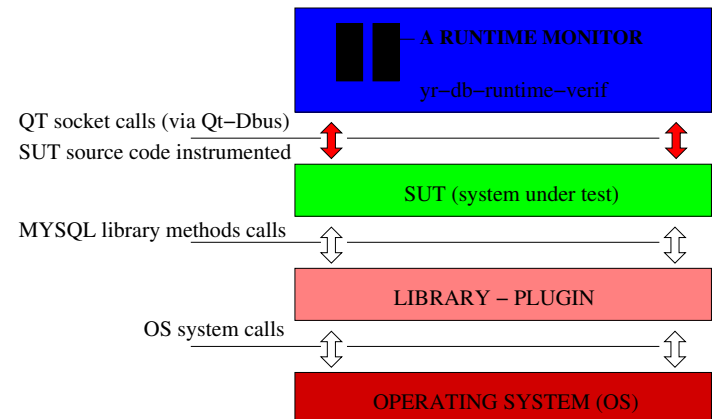 A RUNTIME MONITOR
yr−db−runtime−verif
QT socket calls (via Qt−Dbus)
SUT source code instrumented
SUT (system under test)
MYSQL library methods calls
LIBRARY − PLUGIN
OS system calls
OPERATING SYSTEM (OS)